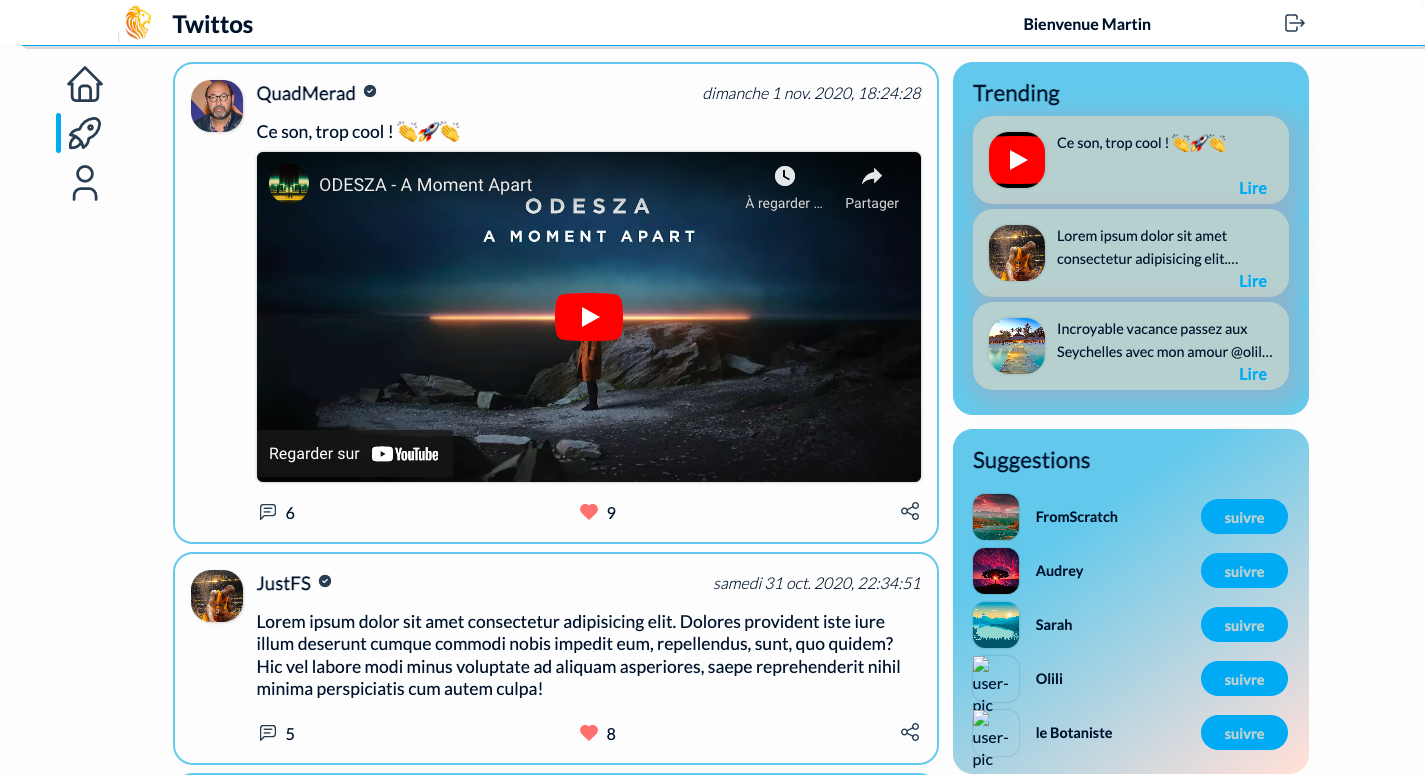 Twittos
Bienvenue Martin
QuadMerad
dimanche 1 nov. 2020, 18:24:28
Ce son, trop cool ! 👏🚀👏
ODESZA - A Moment Apart
À regarder ...
Partager
ODESZA
A MOMENT APART
Regarder sur YouTube
6
9
JustFS
samedi 31 oct. 2020, 22:34:51
Lorem ipsum dolor sit amet consectetur adipisicing elit. Dolores provident iste iure
illum deserunt cumque commodi nobis impedit eum, repellendus, sunt, quo quidem?
Hic vel labore modi minus voluptate ad aliquam asperiores, saepe reprehenderit nihil
minima perspiciatis cum autem culpa!
5
8
Trending
Ce son, trop cool ! 👏🚀👏
Lire
Lorem ipsum dolor sit amet
consectetur adipisicing elit....
Lire
Incroyable vacance passez aux
Seychelles avec mon amour @olil...
Lire
Suggestions
FromScratch
suivre
Audrey
suivre
Sarah
suivre
user-
pic
Olili
suivre
user-
pic
le Botaniste
suivre